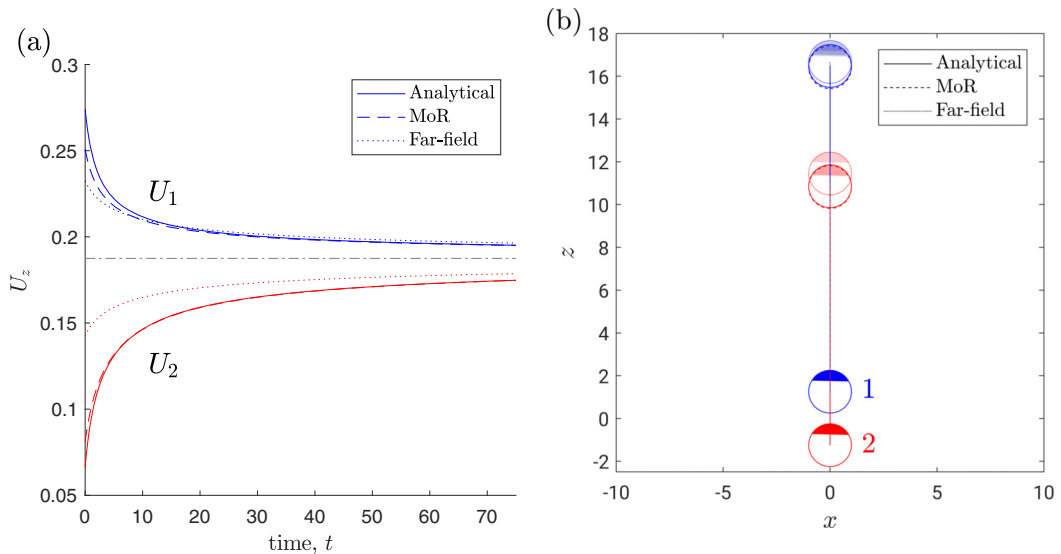 (a)
0.3
0.25
0.2
0.15
0.1
0.05
U_z
0 10 20 30 40 50 60 70
time, t
Analytical
MoR
Far-field
U_1
U_2
(b)
18
16
14
12
10
8
6
4
2
0
-2
z
-10 -5 0 5 10
x
Analytical
MoR
Far-field
1
2